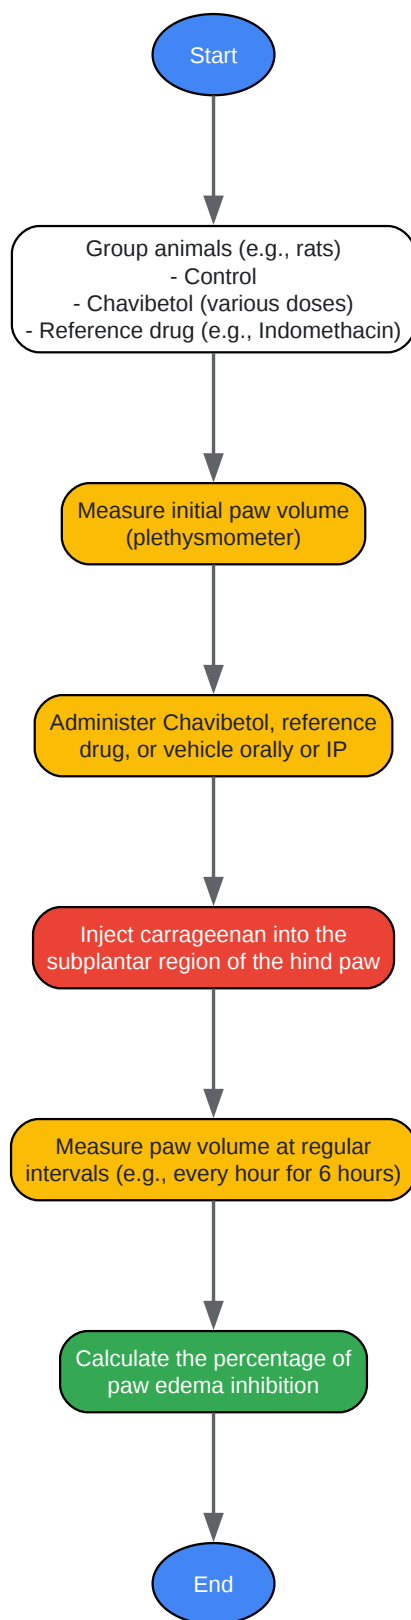 Start
Group animals (e.g., rats)
- Control
- Chavibetol (various doses)
- Reference drug (e.g., Indomethacin)
Measure initial paw volume
(plethysmometer)
Administer Chavibetol, reference
drug, or vehicle orally or IP
Inject carrageenan into the
subplantar region of the hind paw
Measure paw volume at regular
intervals (e.g., every hour for 6 hours)
Calculate the percentage of
paw edema inhibition
End